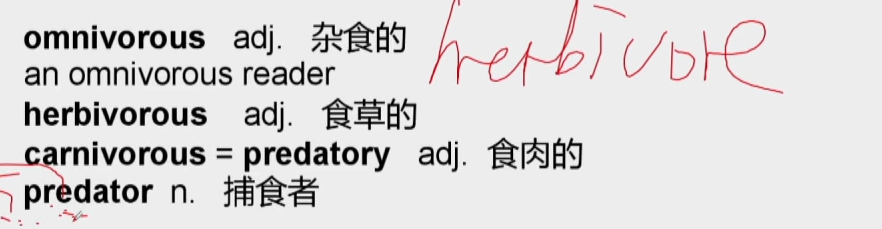 omnivorous adj. 杂食的
herbivore
an omnivorous reader
herbivorous adj. 食草的
carnivorous = predatory adj. 食肉的
predator n. 捕食者